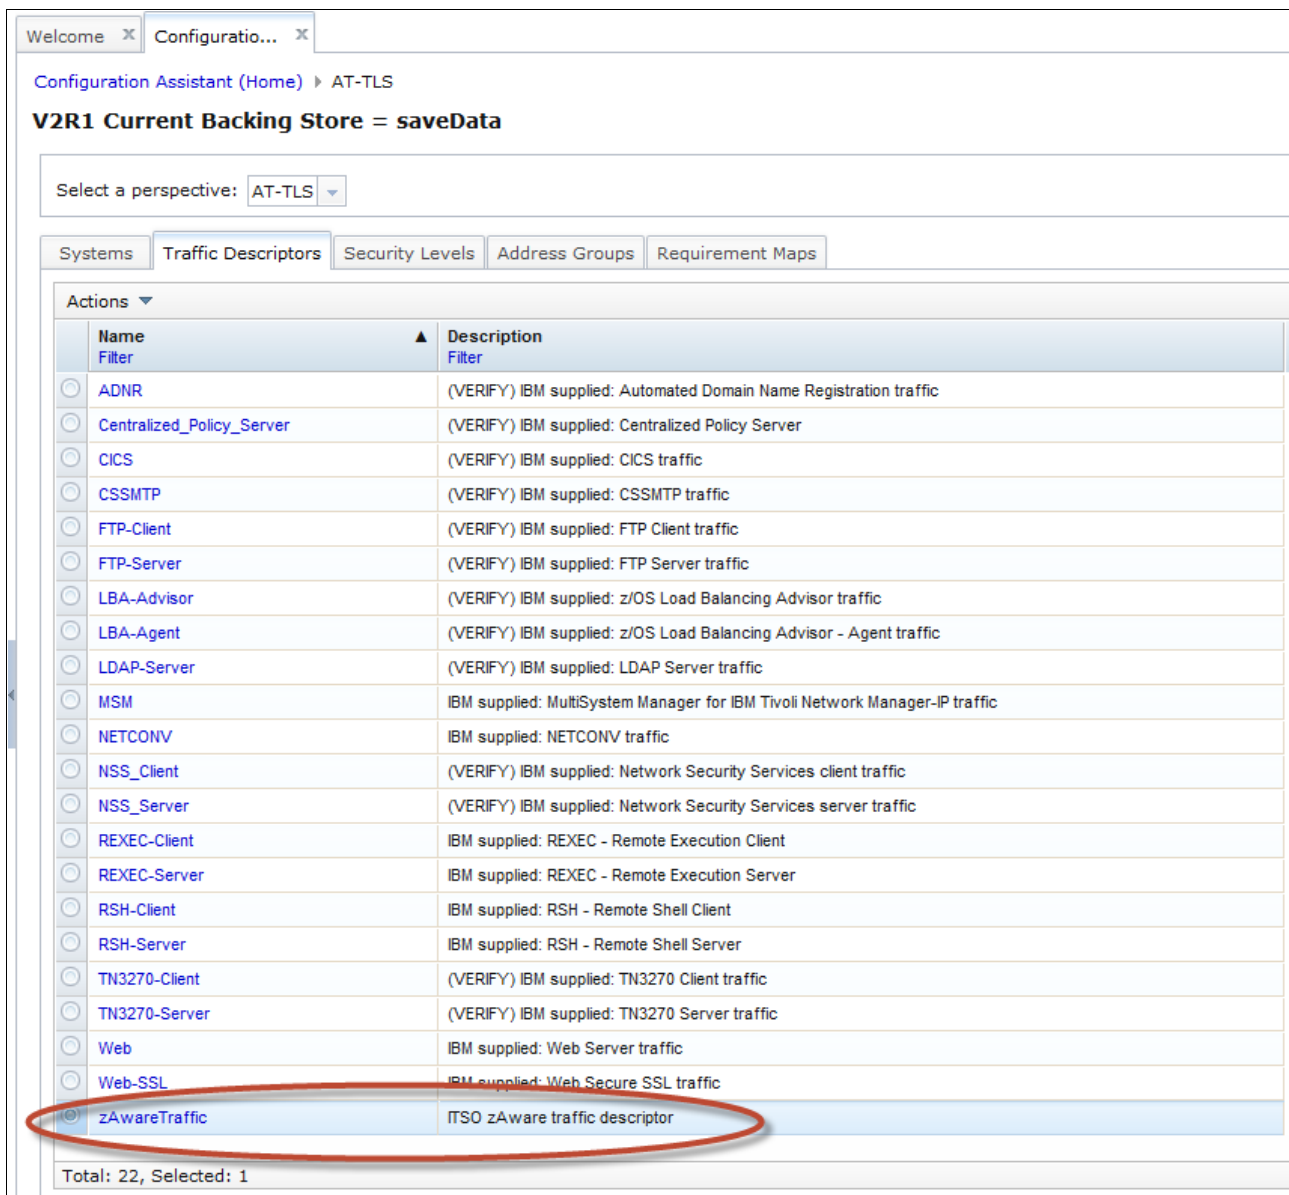 Welcome x Configuratio... x
Configuration Assistant (Home) AT-TLS
V2R1 Current Backing Store = saveData
Select a perspective: AT-TLS
Systems Traffic Descriptors Security Levels Address Groups Requirement Maps
Actions
Name Description
Filter Filter
ADNR (VERIFY) IBM supplied: Automated Domain Name Registration traffic
Centralized_Policy_Server (VERIFY) IBM supplied: Centralized Policy Server
CICS (VERIFY) IBM supplied: CICS traffic
CSSMTP (VERIFY) IBM supplied: CSSMTP traffic
FTP-Client (VERIFY) IBM supplied: FTP Client traffic
FTP-Server (VERIFY) IBM supplied: FTP Server traffic
LBA-Advisor (VERIFY) IBM supplied: z/OS Load Balancing Advisor traffic
LBA-Agent (VERIFY) IBM supplied: z/OS Load Balancing Advisor - Agent traffic
LDAP-Server (VERIFY) IBM supplied: LDAP Server traffic
MSM IBM supplied: MultiSystem Manager for IBM Tivoli Network Manager-IP traffic
NETCONV IBM supplied: NETCONV traffic
NSS_Client (VERIFY) IBM supplied: Network Security Services client traffic
NSS_Server (VERIFY) IBM supplied: Network Security Services server traffic
REXEC-Client IBM supplied: REXEC - Remote Execution Client
REXEC-Server IBM supplied: REXEC - Remote Execution Server
RSH-Client IBM supplied: RSH - Remote Shell Client
RSH-Server IBM supplied: RSH - Remote Shell Server
TN3270-Client (VERIFY) IBM supplied: TN3270 Client traffic
TN3270-Server (VERIFY) IBM supplied: TN3270 Server traffic
Web IBM supplied: Web Server traffic
Web-SSL IBM supplied: Web Secure SSL traffic
zAwareTraffic ITSO zAware traffic descriptor
Total: 22, Selected: 1